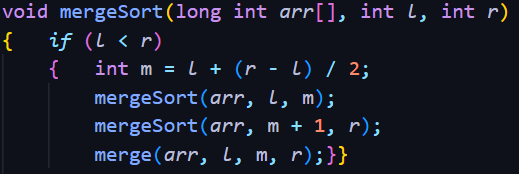 void mergeSort(long int arr[], int l, int r)
{   if (l < r)
    {   int m = l + (r - l) / 2;
        mergeSort(arr, l, m);
        mergeSort(arr, m + 1, r);
        merge(arr, l, m, r);}}